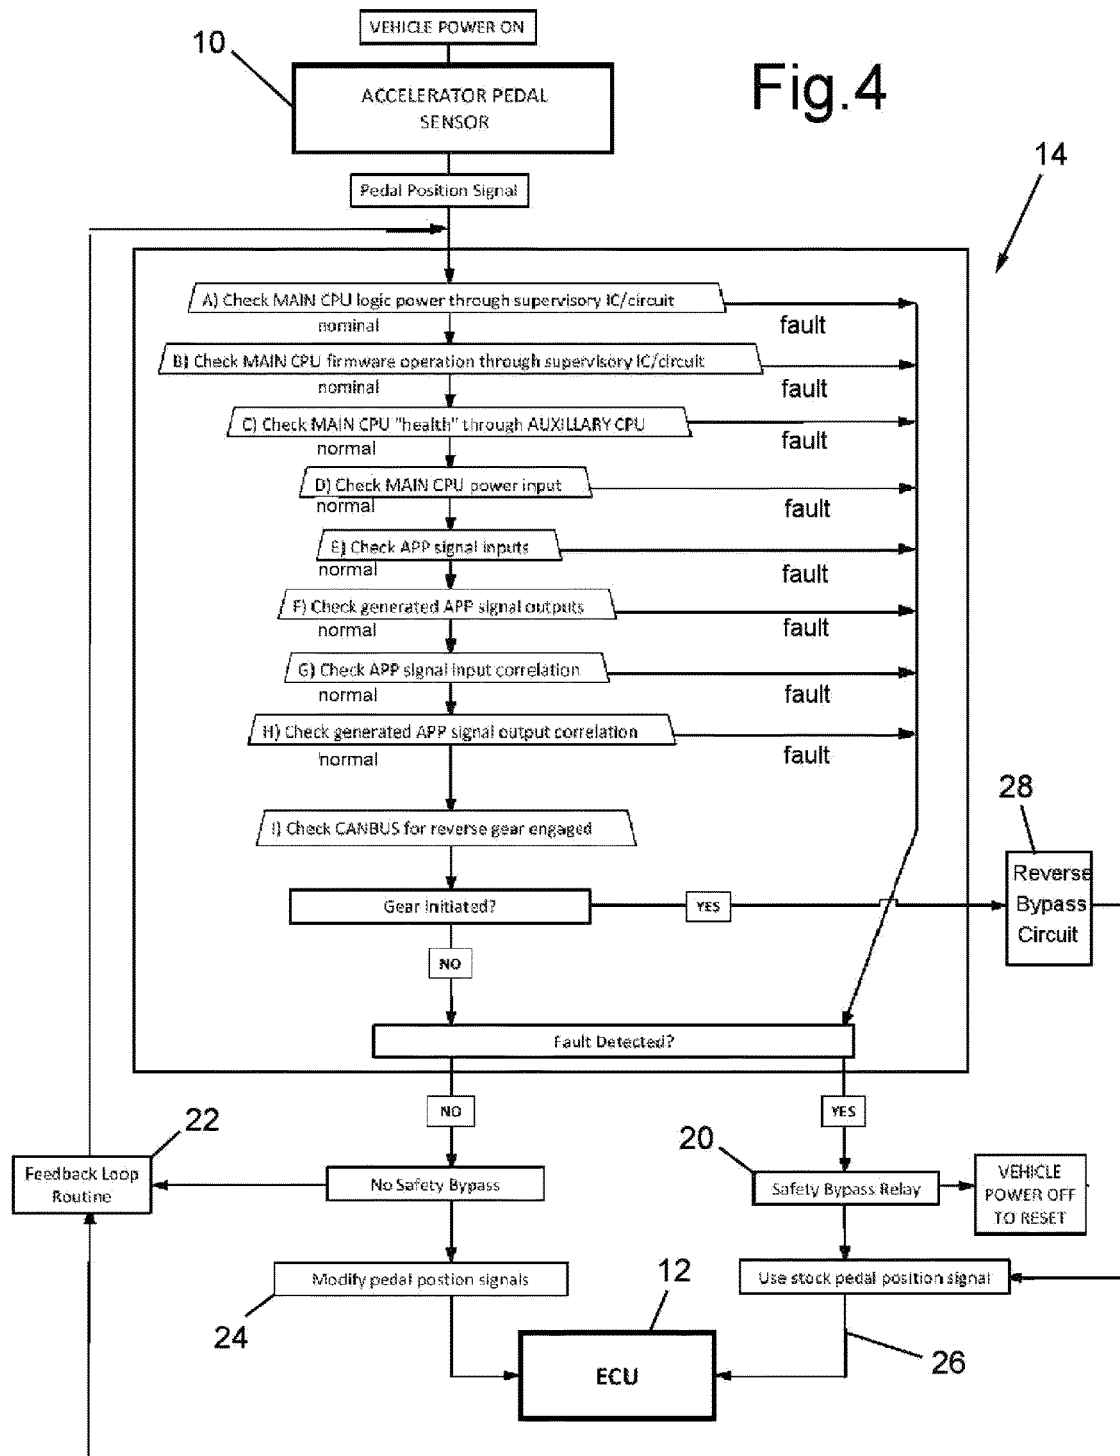 VEHICLE POWER ON
10
ACCELERATOR PEDAL
SENSOR
Fig.4
14
Pedal Position Signal
A) Check MAIN CPU logic power through supervisory IC/circuit
nominal
fault
B) Check MAIN CPU firmware operation through supervisory IC/circuit
nominal
fault
C) Check MAIN CPU "health" through AUXILLARY CPU
normal
fault
D) Check MAIN CPU power input
normal
fault
E) Check APP signal inputs
normal
fault
F) Check generated APP signal outputs
normal
fault
G) Check APP signal input correlation
normal
fault
H) Check generated APP signal output correlation
normal
fault
28
I) Check CANBUS for reverse gear engaged
Reverse
Bypass
Circuit
Gear Initiated?
YES
NO
Fault Detected?
NO
YES
22
20
Feedback Loop
Routine
No Safety Bypass
Safety Bypass Relay
VEHICLE
POWER OFF
TO RESET
Modify pedal postion signals
12
Use stock pedal position signal
24
26
ECU